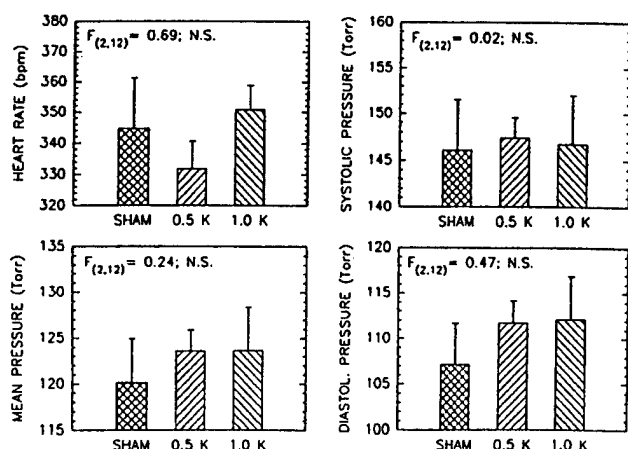 F(2,12)= 0.69; N.S.
HEART RATE (bpm)
380
370
360
350
340
330
320
SHAM 0.5 K 1.0 K
F(2,12)= 0.02; N.S.
SYSTOLIC PRESSURE (Torr)
160
155
150
145
140
SHAM 0.5 K 1.0 K
F(2,12)= 0.24; N.S.
MEAN PRESSURE (Torr)
135
130
125
120
115
SHAM 0.5 K 1.0 K
F(2,12)= 0.47; N.S.
DIASTOL. PRESSURE (Torr)
120
115
110
105
100
SHAM 0.5 K 1.0 K